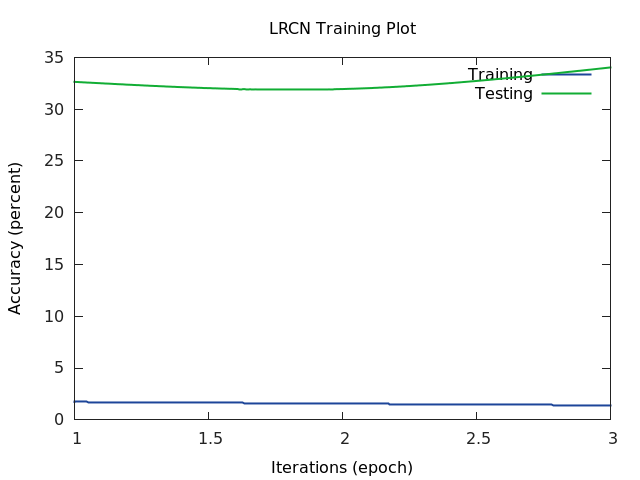 LRCN Training Plot
Training
Testing
35
30
25
20
15
10
5
0
Accuracy (percent)
1
1.5
2
2.5
3
Iterations (epoch)